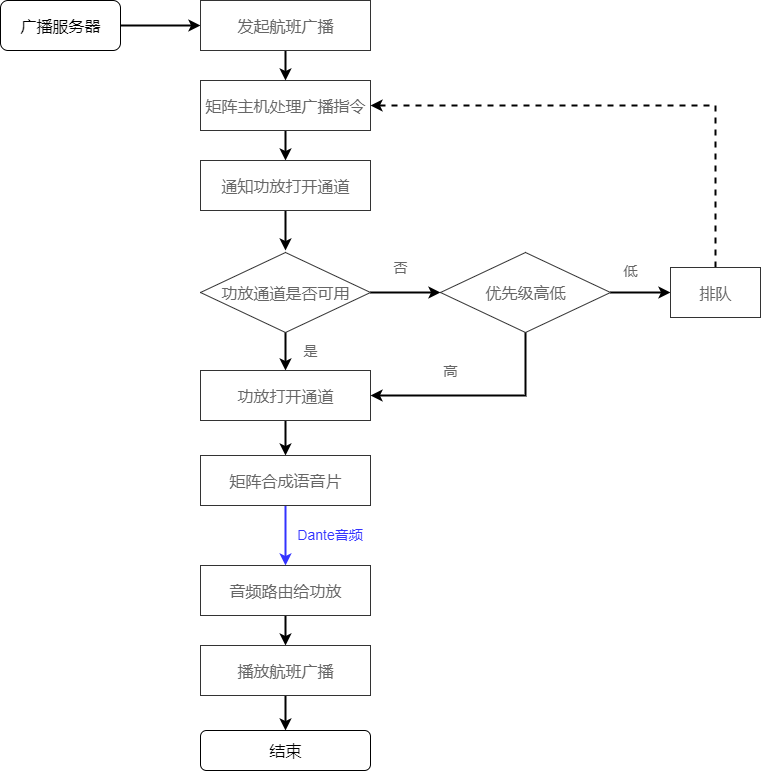 广播服务器
发起航班广播
矩阵主机处理广播指令
通知功放打开通道
功放通道是否可用
否
优先级高低
低
排队
是
高
功放打开通道
矩阵合成语音片
Dante音频
音频路由给功放
播放航班广播
结束